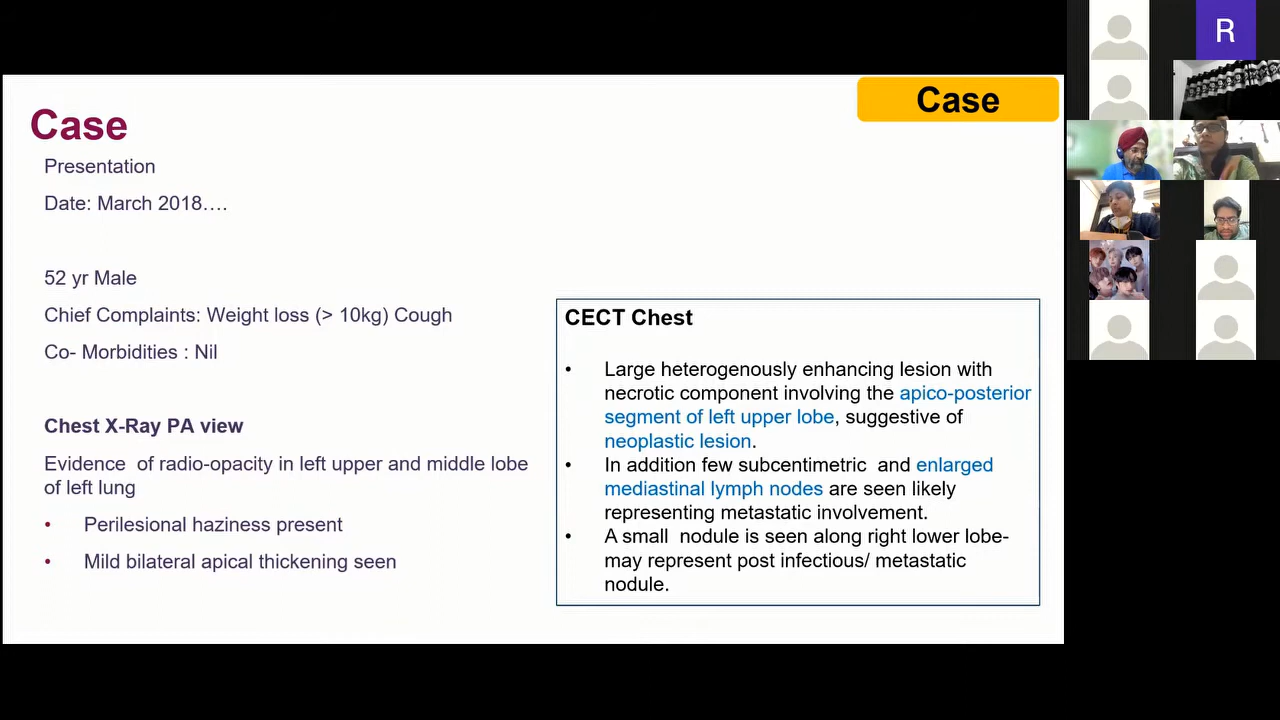 Case
Case
Presentation
Date: March 2018….
52 yr Male
Chief Complaints: Weight loss (> 10kg) Cough
Co- Morbidities : Nil
Chest X-Ray PA view
Evidence of radio-opacity in left upper and middle lobe
of left lung
• Perilesional haziness present
• Mild bilateral apical thickening seen
CECT Chest
• Large heterogenously enhancing lesion with
necrotic component involving the apico-posterior
segment of left upper lobe, suggestive of
neoplastic lesion.
• In addition few subcentimetric and enlarged
mediastinal lymph nodes are seen likely
representing metastatic involvement.
• A small nodule is seen along right lower lobe-
may represent post infectious/ metastatic
nodule.
R